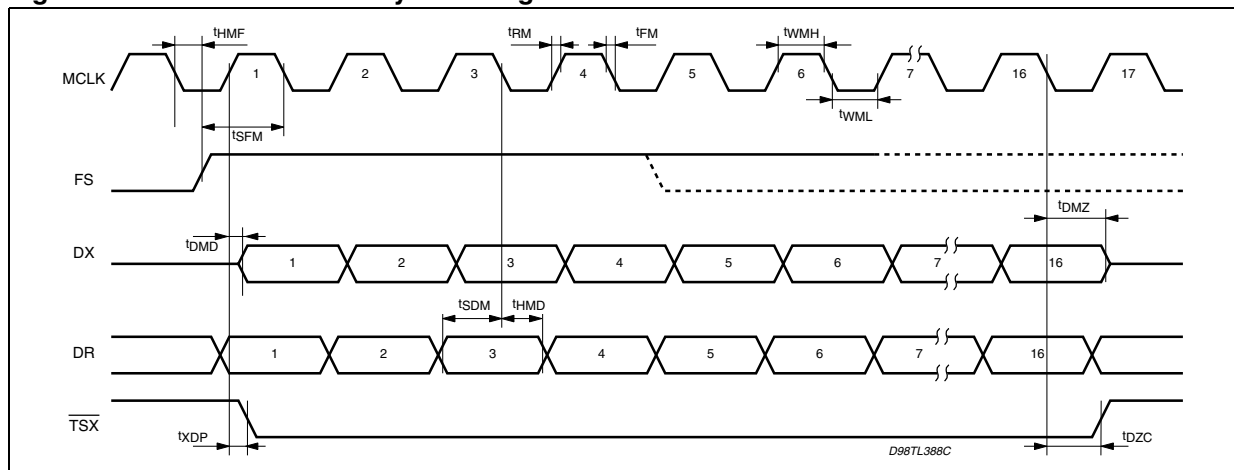 tHMF tRM tFM tWMH
MCLK 1 2 3 4 5 6 7 16 17
tSFM tWML
FS
tDMZ
tDMD
DX 1 2 3 4 5 6 7 16
tSDM tHMD
DR 1 2 3 4 5 6 7 16
TSX
tXDP tDZC
D98TL388C